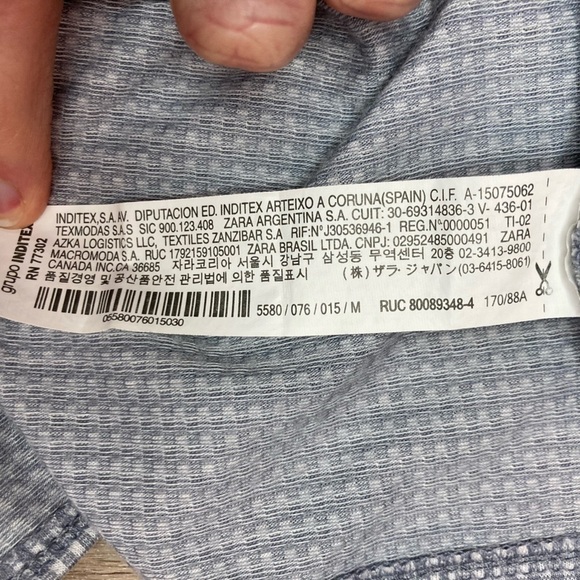 grupo INDITEX
RN 77302
INDITEX,S.A. AV. DIPUTACION ED. INDITEX ARTEIXO A CORUNA(SPAIN) C.I.F. A-15075062
TEXMODAS S.A.S SIC 900.123.408 ZARA ARGENTINA S.A. CUIT: 30-69314836-3 V- 436-01
AZKA LOGISTICS LLC, TEXTILES ZANZIBAR S.A RIF:N°J30536946-1 REG.N°:0000051 TI-02
MACROMODA S.A. RUC 1792159105001 ZARA BRASIL LTDA. CNPJ: 02952485000491 ZARA
CANADA INC.CA 36685 자라코리아 서울시 강남구 삼성동 무역센터 20층 02-3413-9800
품질경영 및 공산품안전 관리법에 의한 품질표시 (株) ザラ・ジャパン (03-6415-8061)
05580076015030
5580 / 076 / 015 / M RUC 80089348-4 170/88A